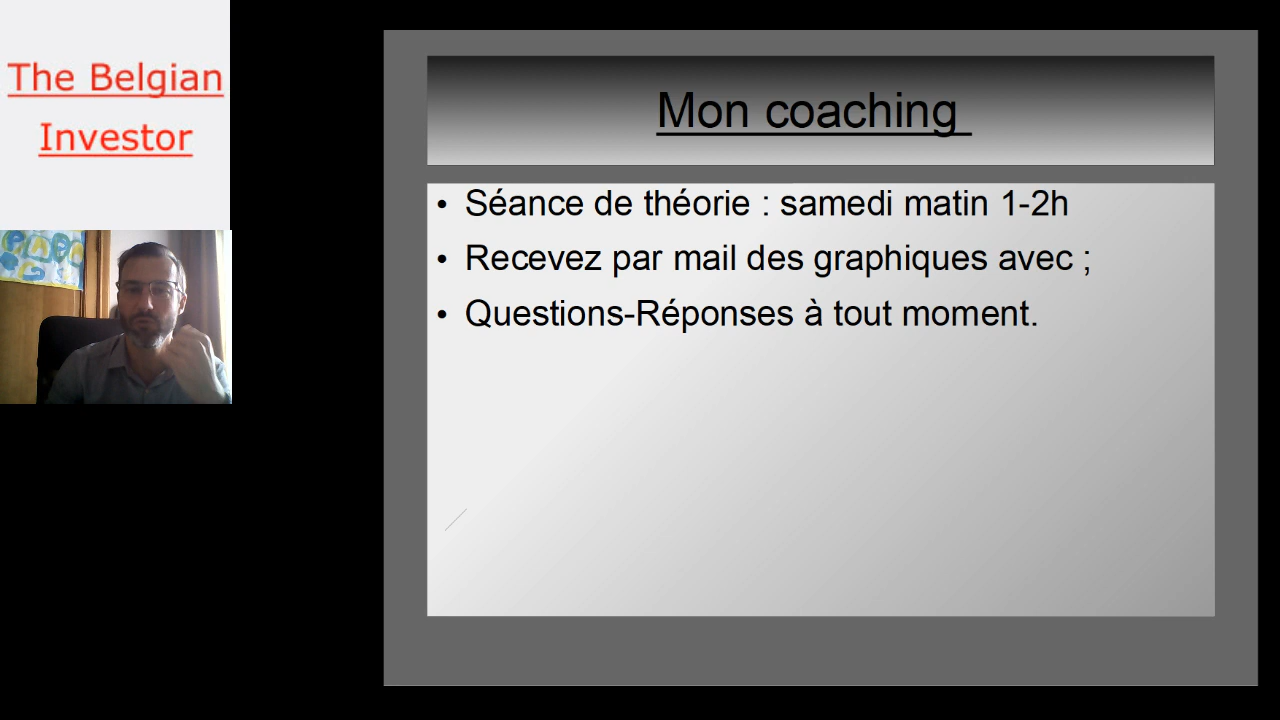 The Belgian
Investor
Mon coaching
• Séance de théorie : samedi matin 1-2h
• Recevez par mail des graphiques avec ;
• Questions-Réponses à tout moment.